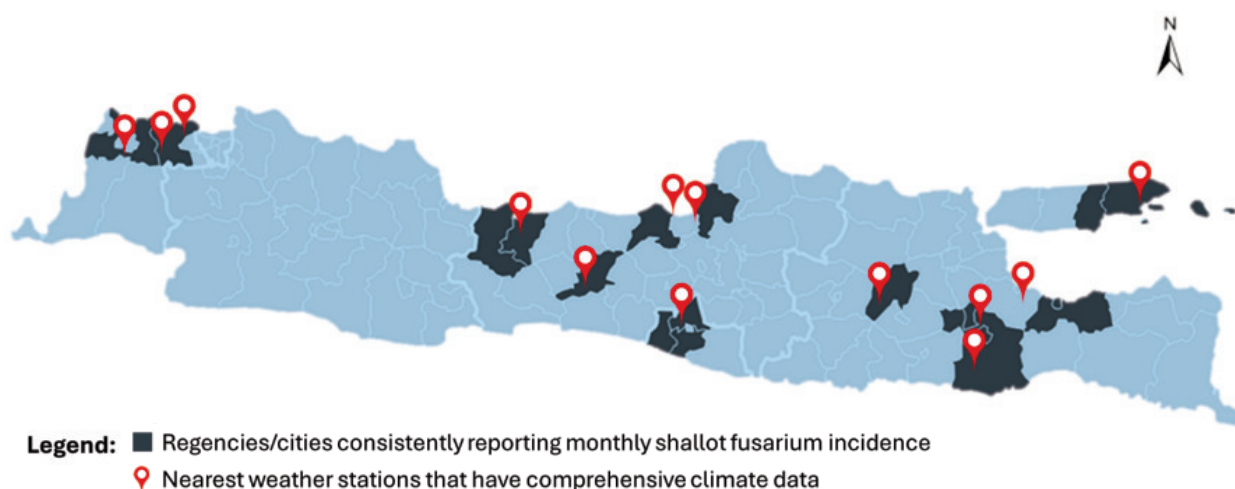 N
Legend: Regencies/cities consistently reporting monthly shallot fusarium incidence
Nearest weather stations that have comprehensive climate data